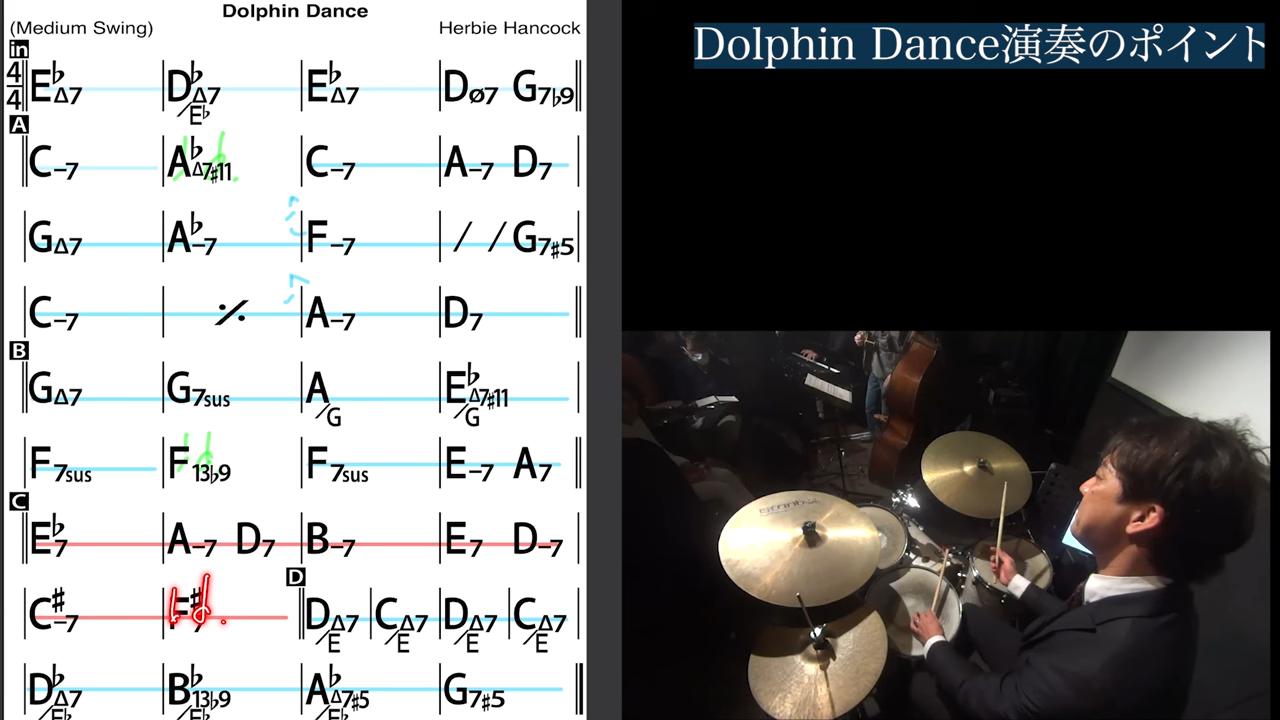 Dolphin Dance
(Medium Swing) Herbie Hancock
in
4/4 E♭Δ7 D♭Δ7/E♭ E♭Δ7 Dø7 G7♭9
A
C–7 A♭Δ7♯11 C–7 A–7 D7
GΔ7 A♭–7 F–7 / / G7♯5
C–7 ٪ A–7 D7
B
GΔ7 G7sus A/G E♭Δ7♯11/G
F7sus F13♭9 F7sus E–7 A7
C
E♭7 A–7 D7 B–7 E7 D–7
D
C♯–7 F♯7 DΔ7/E CΔ7/E DΔ7/E CΔ7/E
D♭Δ7/E♭ B♭13♭9/E♭ A♭Δ7♯5/E♭ G7♯5
Dolphin Dance演奏のポイント